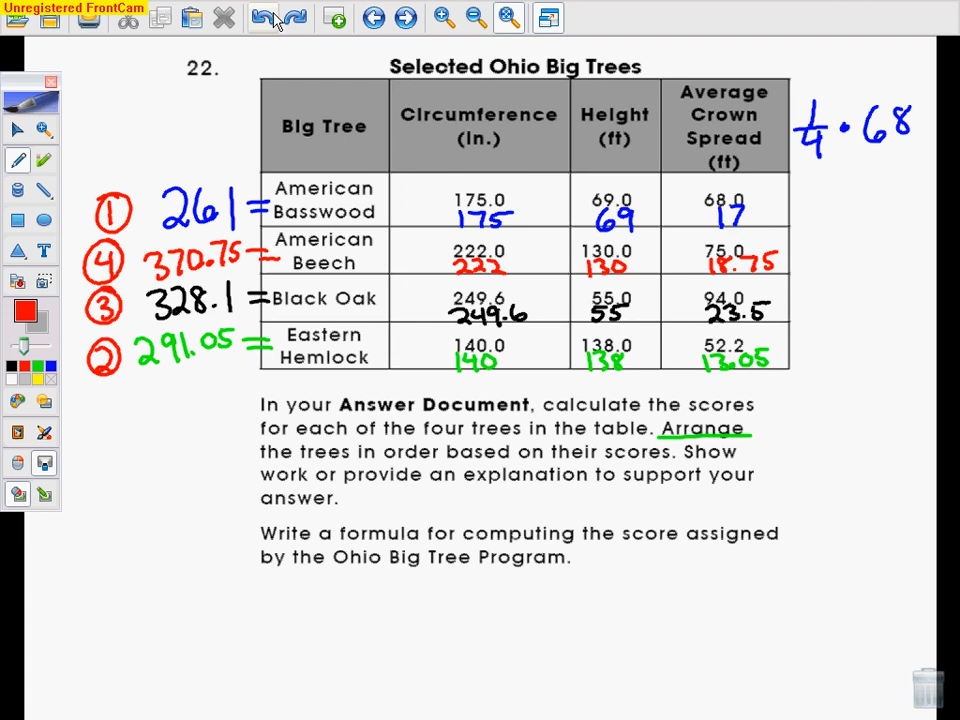 Unregistered FrontCam
22.
Selected Ohio Big Trees
Big Tree
Circumference (in.)
Height (ft)
Average Crown Spread (ft)
1/4 · 68
① 261 =
American Basswood
175.0
69.0
68.0
175
69
17
④ 370.75 =
American Beech
222.0
130.0
75.0
222
130
18.75
③ 328.1 =
Black Oak
249.6
55.0
94.0
249.6
55
23.5
② 291.05 =
Eastern Hemlock
140.0
138.0
52.2
140
138
13.05
In your Answer Document, calculate the scores
for each of the four trees in the table. Arrange
the trees in order based on their scores. Show
work or provide an explanation to support your
answer.
Write a formula for computing the score assigned
by the Ohio Big Tree Program.